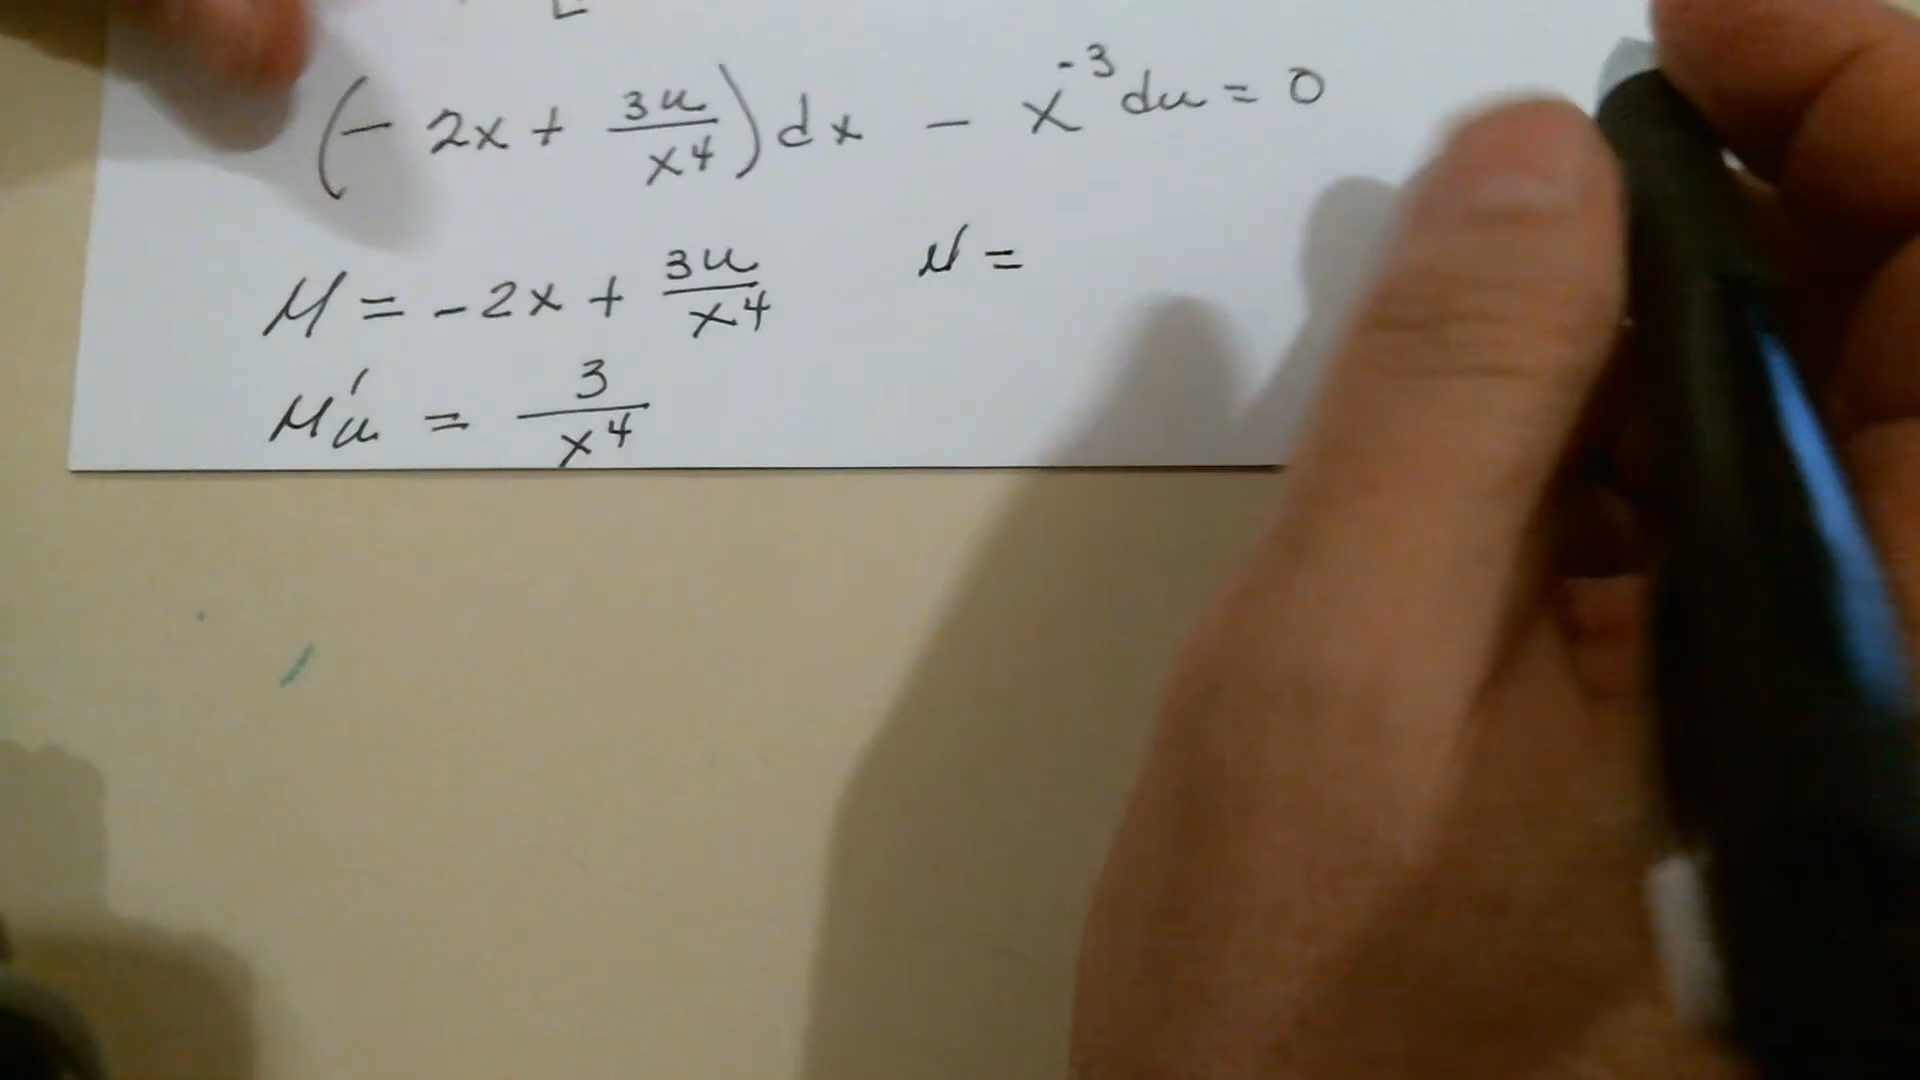 (- 2x + 3u/x⁴) dx - x⁻³ du = 0
M = - 2x + 3u/x⁴ N =
M'u = 3/x⁴